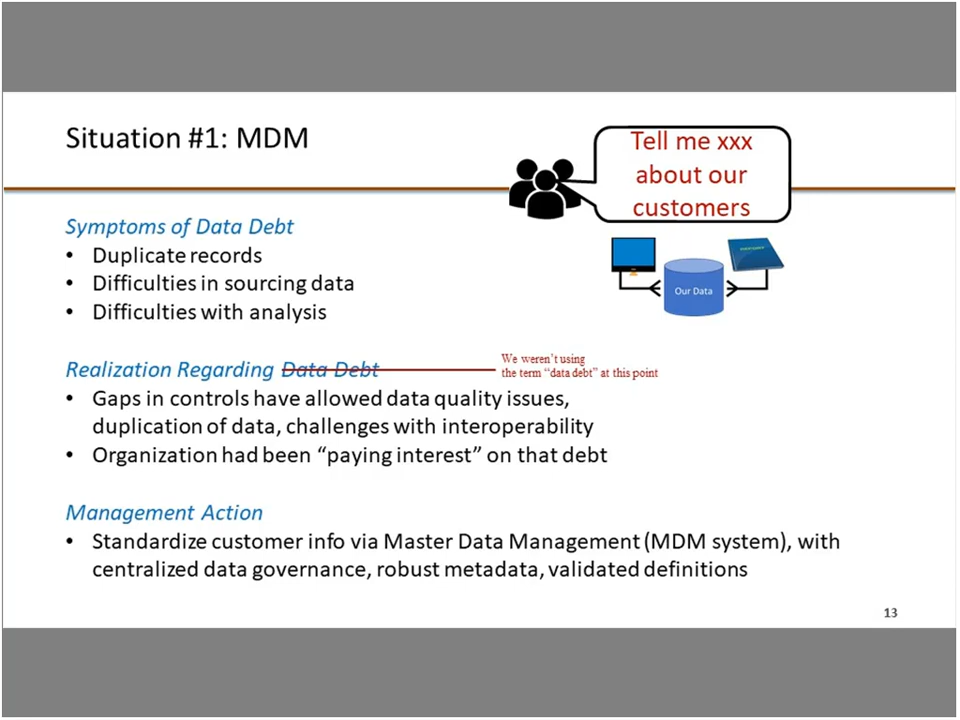 Situation #1: MDM
Tell me xxx
about our
customers
Symptoms of Data Debt
• Duplicate records
• Difficulties in sourcing data
• Difficulties with analysis
Our Data
Realization Regarding Data Debt
We weren't using
the term "data debt" at this point
• Gaps in controls have allowed data quality issues,
duplication of data, challenges with interoperability
• Organization had been “paying interest” on that debt
Management Action
• Standardize customer info via Master Data Management (MDM system), with
centralized data governance, robust metadata, validated definitions
13